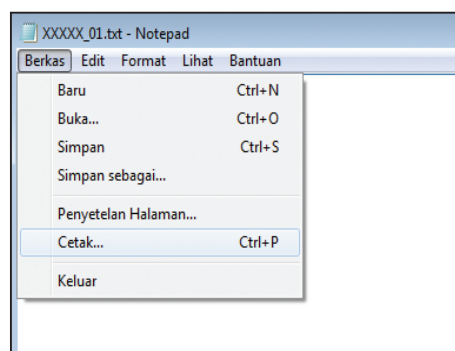 XXXXX_01.txt - Notepad
Berkas Edit Format Lihat Bantuan
Baru Ctrl+N
Buka... Ctrl+O
Simpan Ctrl+S
Simpan sebagai...
Penyetelan Halaman...
Cetak... Ctrl+P
Keluar